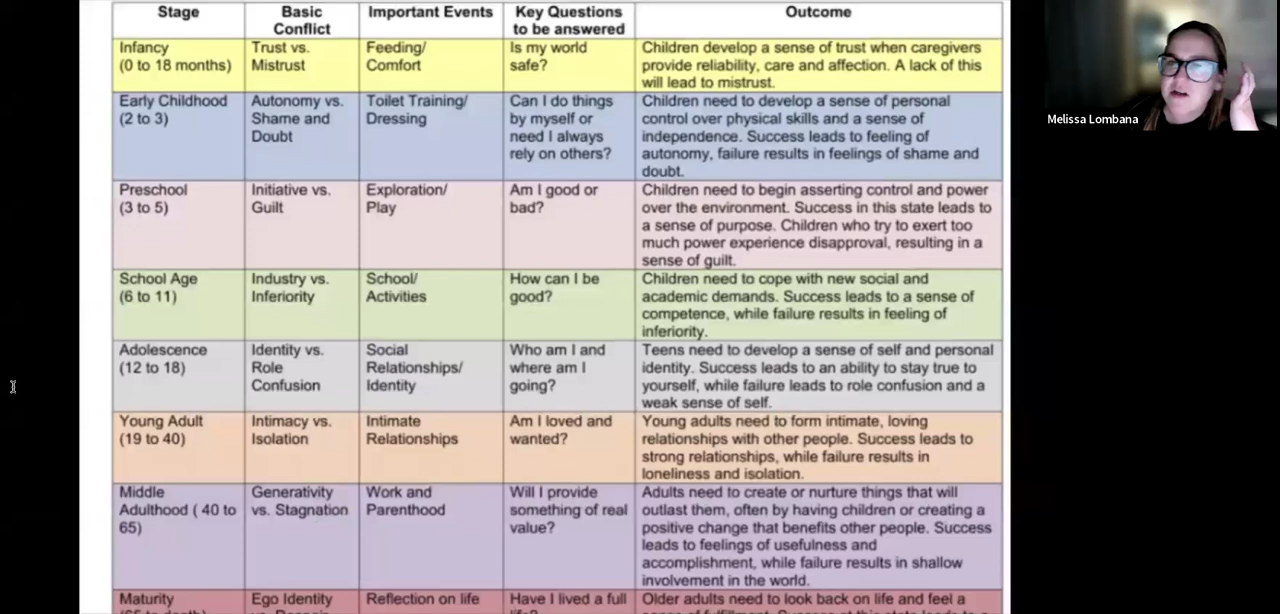 Stage
Basic
Conflict
Important Events
Key Questions
to be answered
Outcome
Infancy
(0 to 18 months)
Trust vs.
Mistrust
Feeding/
Comfort
Is my world
safe?
Children develop a sense of trust when caregivers
provide reliability, care and affection. A lack of this
will lead to mistrust.
Early Childhood
(2 to 3)
Autonomy vs.
Shame and
Doubt
Toilet Training/
Dressing
Can I do things
by myself or
need I always
rely on others?
Children need to develop a sense of personal
control over physical skills and a sense of
independence. Success leads to feeling of
autonomy, failure results in feelings of shame and
doubt.
Preschool
(3 to 5)
Initiative vs.
Guilt
Exploration/
Play
Am I good or
bad?
Children need to begin asserting control and power
over the environment. Success in this state leads to
a sense of purpose. Children who try to exert too
much power experience disapproval, resulting in a
sense of guilt.
School Age
(6 to 11)
Industry vs.
Inferiority
School/
Activities
How can I be
good?
Children need to cope with new social and
academic demands. Success leads to a sense of
competence, while failure results in feeling of
inferiority.
Adolescence
(12 to 18)
Identity vs.
Role
Confusion
Social
Relationships/
Identity
Who am I and
where am I
going?
Teens need to develop a sense of self and personal
identity. Success leads to an ability to stay true to
yourself, while failure leads to role confusion and a
weak sense of self.
Young Adult
(19 to 40)
Intimacy vs.
Isolation
Intimate
Relationships
Am I loved and
wanted?
Young adults need to form intimate, loving
relationships with other people. Success leads to
strong relationships, while failure results in
loneliness and isolation.
Middle
Adulthood ( 40 to
65)
Generativity
vs. Stagnation
Work and
Parenthood
Will I provide
something of real
value?
Adults need to create or nurture things that will
outlast them, often by having children or creating a
positive change that benefits other people. Success
leads to feelings of usefulness and
accomplishment, while failure results in shallow
involvement in the world.
Maturity
Ego Identity
Reflection on life
Have I lived a full
Older adults need to look back on life and feel a
Melissa Lombana